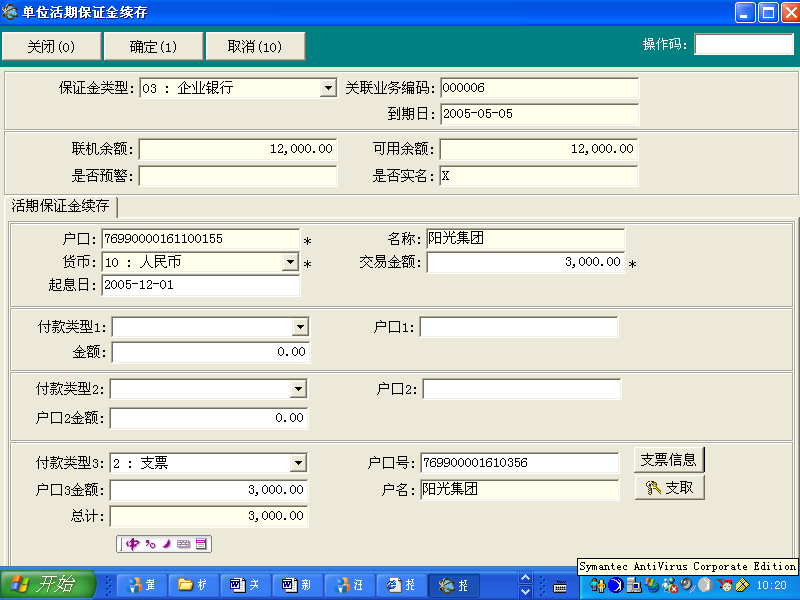 单位活期保证金续存
关闭(0) 确定(1) 取消(10) 操作码:
保证金类型: 03 : 企业银行 关联业务编码: 000006
到期日: 2005-05-05
联机余额: 12,000.00 可用余额: 12,000.00
是否预警: 是否实名: X
活期保证金续存
户口: 76990000161100155 * 名称: 阳光集团
货币: 10 : 人民币 * 交易金额: 3,000.00 *
起息日: 2005-12-01
付款类型1: 户口1:
金额: 0.00
付款类型2: 户口2:
户口2金额: 0.00
付款类型3: 2 : 支票 户口号: 769900001610356 支票信息
户口3金额: 3,000.00 户名: 阳光集团 支取
总计: 3,000.00
中
Symantec AntiVirus Corporate Edition
开始 扩 关 汪 招 招 10:20